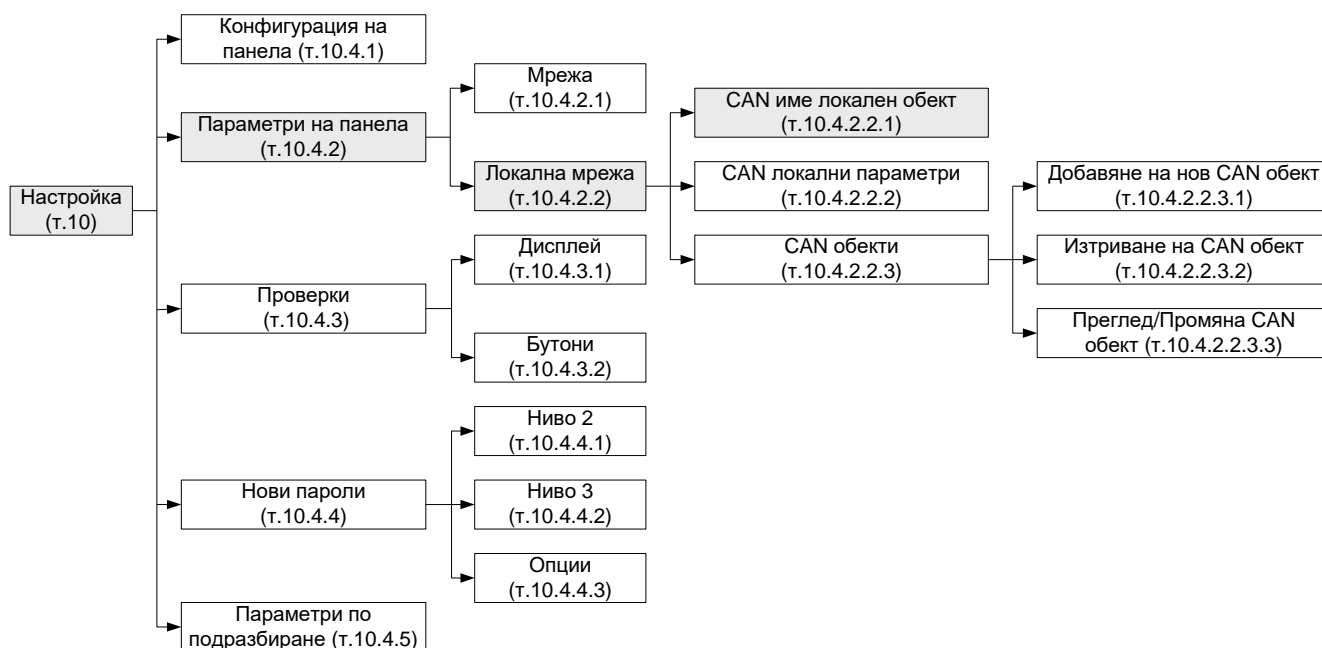 Конфигурация на
панела (т.10.4.1)
Параметри на панела
(т.10.4.2)
Мрежа
(т.10.4.2.1)
Локална мрежа
(т.10.4.2.2)
CAN име локален обект
(т.10.4.2.2.1)
CAN локални параметри
(т.10.4.2.2.2)
CAN обекти
(т.10.4.2.2.3)
Добавяне на нов CAN обект
(т.10.4.2.2.3.1)
Изтриване на CAN обект
(т.10.4.2.2.3.2)
Преглед/Промяна CAN
обект (т.10.4.2.2.3.3)
Настройка
(т.10)
Проверки
(т.10.4.3)
Дисплей
(т.10.4.3.1)
Бутони
(т.10.4.3.2)
Нови пароли
(т.10.4.4)
Ниво 2
(т.10.4.4.1)
Ниво 3
(т.10.4.4.2)
Опции
(т.10.4.4.3)
Параметри по
подразбиране (т.10.4.5)